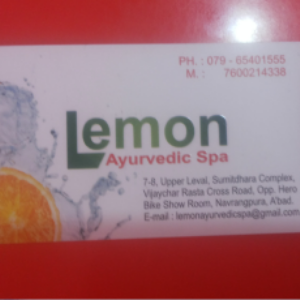 PH. : 079 - 65401555
M. : 7600214338
Lemon
Ayurvedic Spa
7-8, Upper Leval, Sumildhara Complex,
Vijaychar Rasta Cross Road, Opp. Hero
Bike Show Room, Navrangpura, A'bad.
E-mail : lemonayurvedicspa@gmail.com